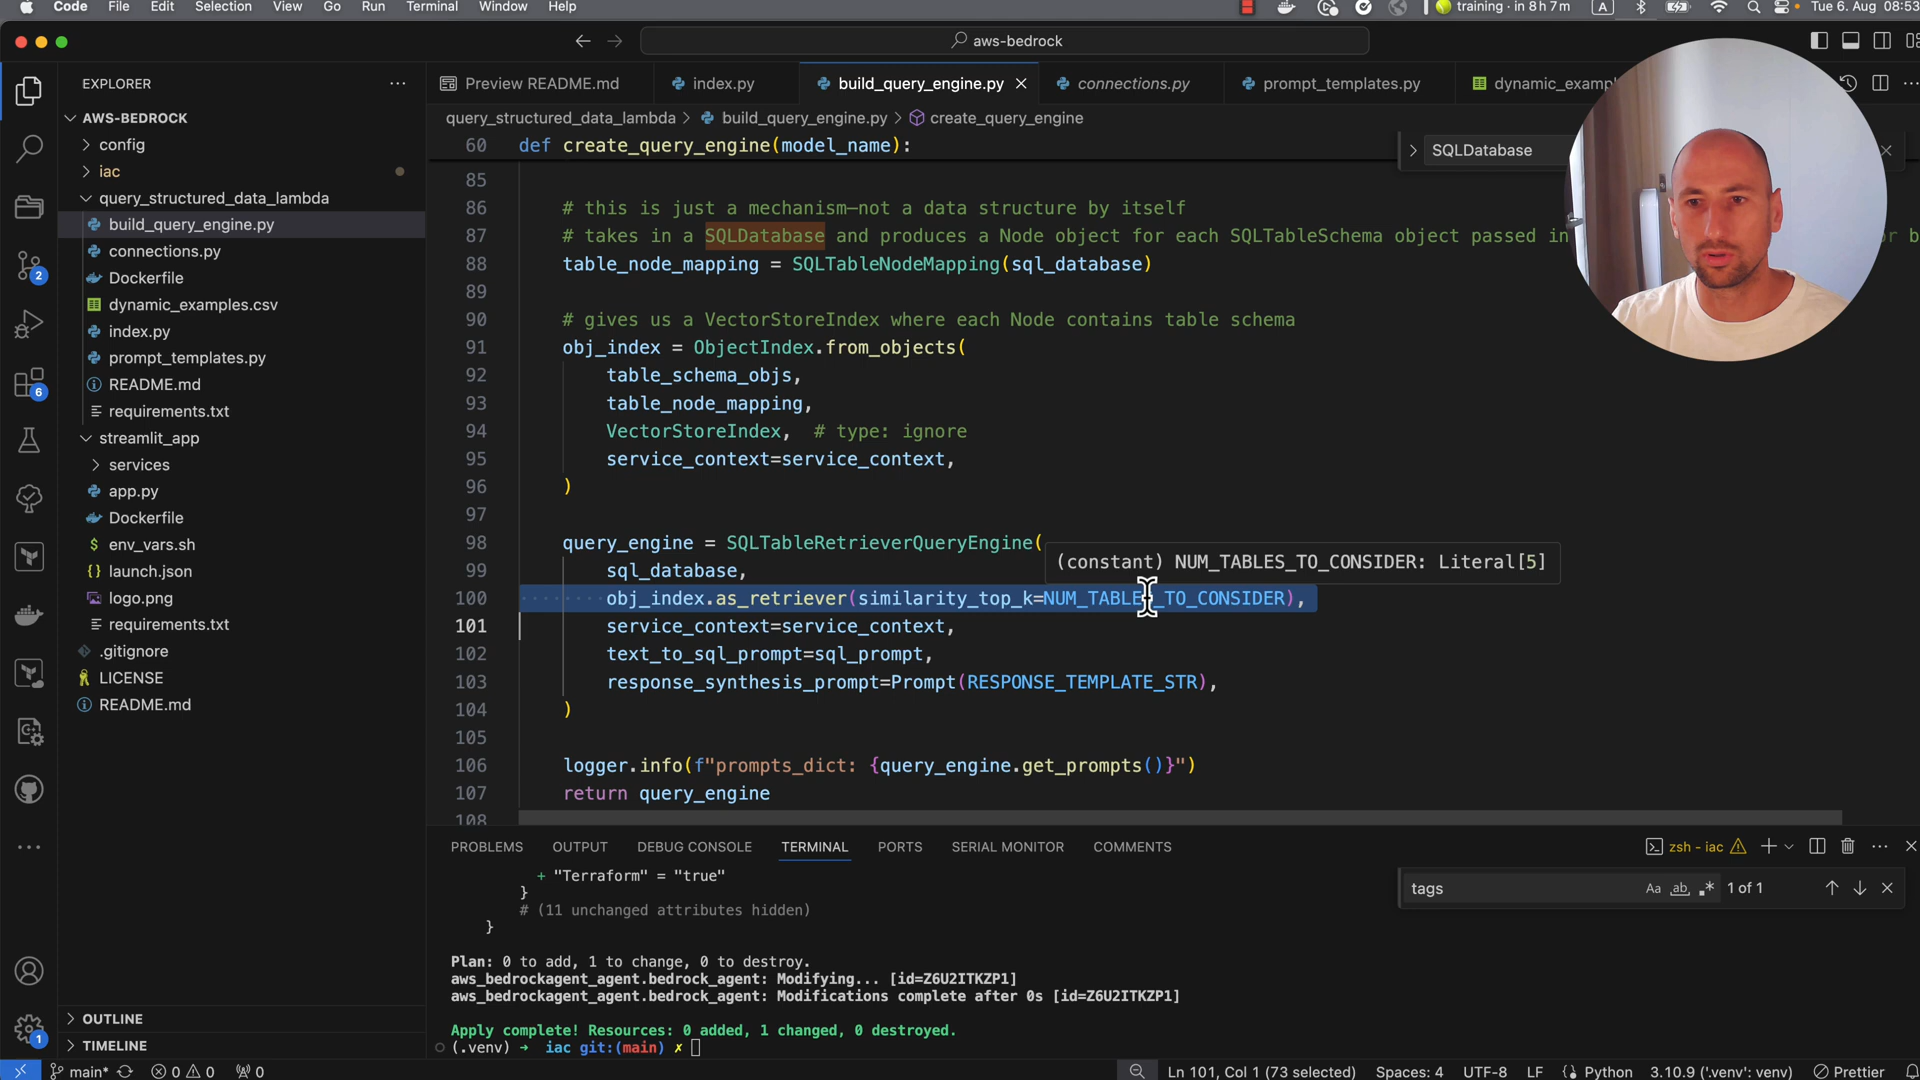 Code File Edit Selection View Go Run Terminal Window Help
training · in 8 h 7 m A Tue 6. Aug 08:53
aws-bedrock
EXPLORER
AWS-BEDROCK
config
iac
query_structured_data_lambda
build_query_engine.py
connections.py
Dockerfile
dynamic_examples.csv
index.py
prompt_templates.py
README.md
requirements.txt
streamlit_app
services
app.py
Dockerfile
env_vars.sh
launch.json
logo.png
requirements.txt
.gitignore
LICENSE
README.md
OUTLINE
TIMELINE
2
6
1
Preview README.md index.py build_query_engine.py connections.py prompt_templates.py
query_structured_data_lambda > build_query_engine.py > create_query_engine
SQLDatabase
60 def create_query_engine(model_name):
85
86 # this is just a mechanism—not a data structure by itself
87 # takes in a SQLDatabase and produces a Node object for each SQLTableSchema object passed in
88 table_node_mapping = SQLTableNodeMapping(sql_database)
89
90 # gives us a VectorStoreIndex where each Node contains table schema
91 obj_index = ObjectIndex.from_objects(
92 table_schema_objs,
93 table_node_mapping,
94 VectorStoreIndex, # type: ignore
95 service_context=service_context,
96 )
97
98 query_engine = SQLTableRetrieverQueryEngine(
(constant) NUM_TABLES_TO_CONSIDER: Literal[5]
99 sql_database,
100 obj_index.as_retriever(similarity_top_k=NUM_TABLES_TO_CONSIDER),
101 service_context=service_context,
102 text_to_sql_prompt=sql_prompt,
103 response_synthesis_prompt=Prompt(RESPONSE_TEMPLATE_STR),
104 )
105
106 logger.info(f"prompts_dict: {query_engine.get_prompts()}")
107 return query_engine
108
PROBLEMS OUTPUT DEBUG CONSOLE TERMINAL PORTS SERIAL MONITOR COMMENTS
zsh - iac
tags Aa ab 1 of 1
+ "Terraform" = "true"
}
# (11 unchanged attributes hidden)
}
Plan: 0 to add, 1 to change, 0 to destroy.
aws_bedrockagent_agent.bedrock_agent: Modifying... [id=Z6U2ITKZP1]
aws_bedrockagent_agent.bedrock_agent: Modifications complete after 0s [id=Z6U2ITKZP1]
Apply complete! Resources: 0 added, 1 changed, 0 destroyed.
(.venv) → iac git:(main) ✗
main* 0 0 0 Ln 101, Col 1 (73 selected) Spaces: 4 UTF-8 LF Python 3.10.9 ('.venv': venv) Prettier